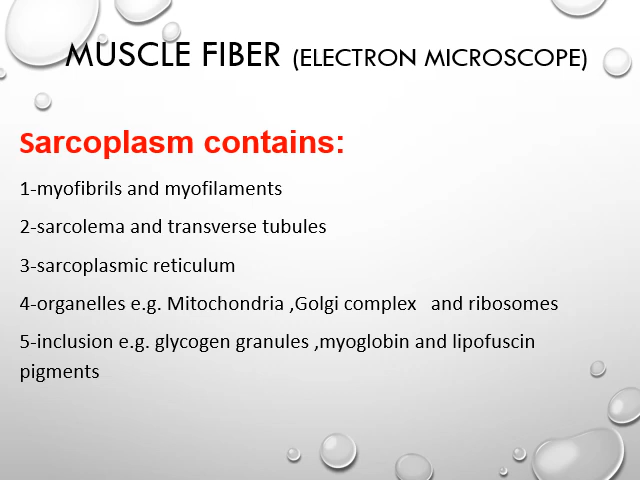 MUSCLE FIBER (ELECTRON MICROSCOPE)
Sarcoplasm contains:
1-myofibrils and myofilaments
2-sarcolema and transverse tubules
3-sarcoplasmic reticulum
4-organelles e.g. Mitochondria ,Golgi complex   and ribosomes
5-inclusion e.g. glycogen granules ,myoglobin and lipofuscin
pigments